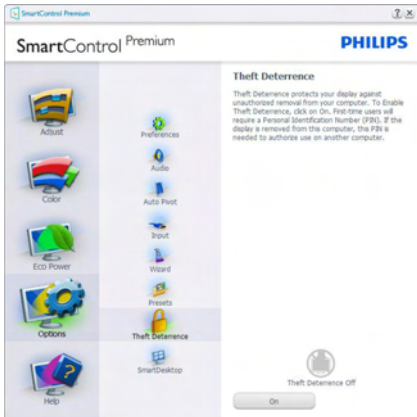 SmartControl Premium
SmartControl Premium
PHILIPS
Adjust
Color
Eco Power
Options
Help
Preferences
Audio
Auto Pivot
Input
Wizard
Presets
Theft Deterrence
SmartDesktop
Theft Deterrence
Theft Deterrence protects your display against
unauthorized removal from your computer. To Enable
Theft Deterrence, click on On. First-time users will
require a Personal Identification Number (PIN). If the
display is removed from this computer, this PIN is
needed to authorize use on another computer.
Theft Deterrence Off
On